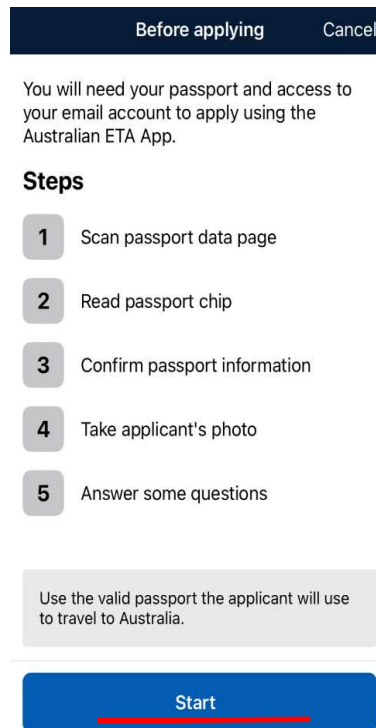 Before applying Cancel
You will need your passport and access to
your email account to apply using the
Australian ETA App.
Steps
1 Scan passport data page
2 Read passport chip
3 Confirm passport information
4 Take applicant's photo
5 Answer some questions
Use the valid passport the applicant will use
to travel to Australia.
Start